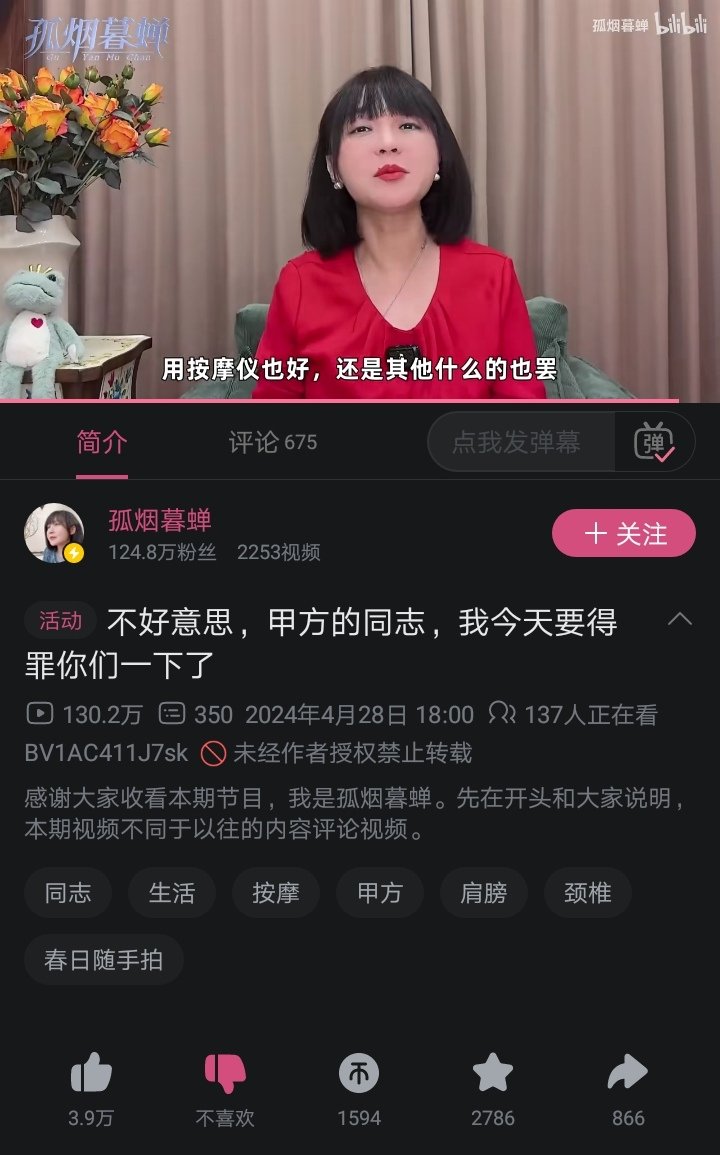 孤烟暮蝉
Gu Yan Mu Chan
孤烟暮蝉 bilibili
用按摩仪也好，还是其他什么的也罢
简介 评论 675 点我发弹幕 弹
孤烟暮蝉
124.8万粉丝 2253视频
＋ 关注
活动 不好意思，甲方的同志，我今天要得
罪你们一下了
130.2万 350 2024年4月28日 18:00 137人正在看
BV1AC411J7sk 未经作者授权禁止转载
感谢大家收看本期节目，我是孤烟暮蝉。先在开头和大家说明，
本期视频不同于以往的内容评论视频。
同志 生活 按摩 甲方 肩膀 颈椎
春日随手拍
3.9万 不喜欢 1594 2786 866